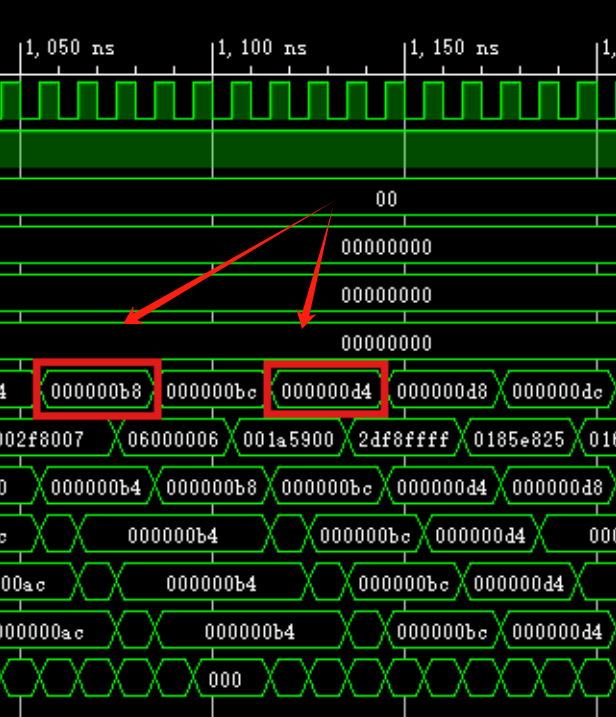 1,050 ns 1,100 ns 1,150 ns 1,
00
00000000
00000000
00000000
4 000000b8 000000bc 000000d4 000000d8 000000dc
002f8007 06000006 001a5900 2df8ffff 0185e825 01
0 000000b4 000000b8 000000bc 000000d4 000000d8
c 000000b4 000000bc 000000d4 000
00ac 000000b4 000000bc 000000d4
000000ac 000000b4 000000bc 000000d4
000